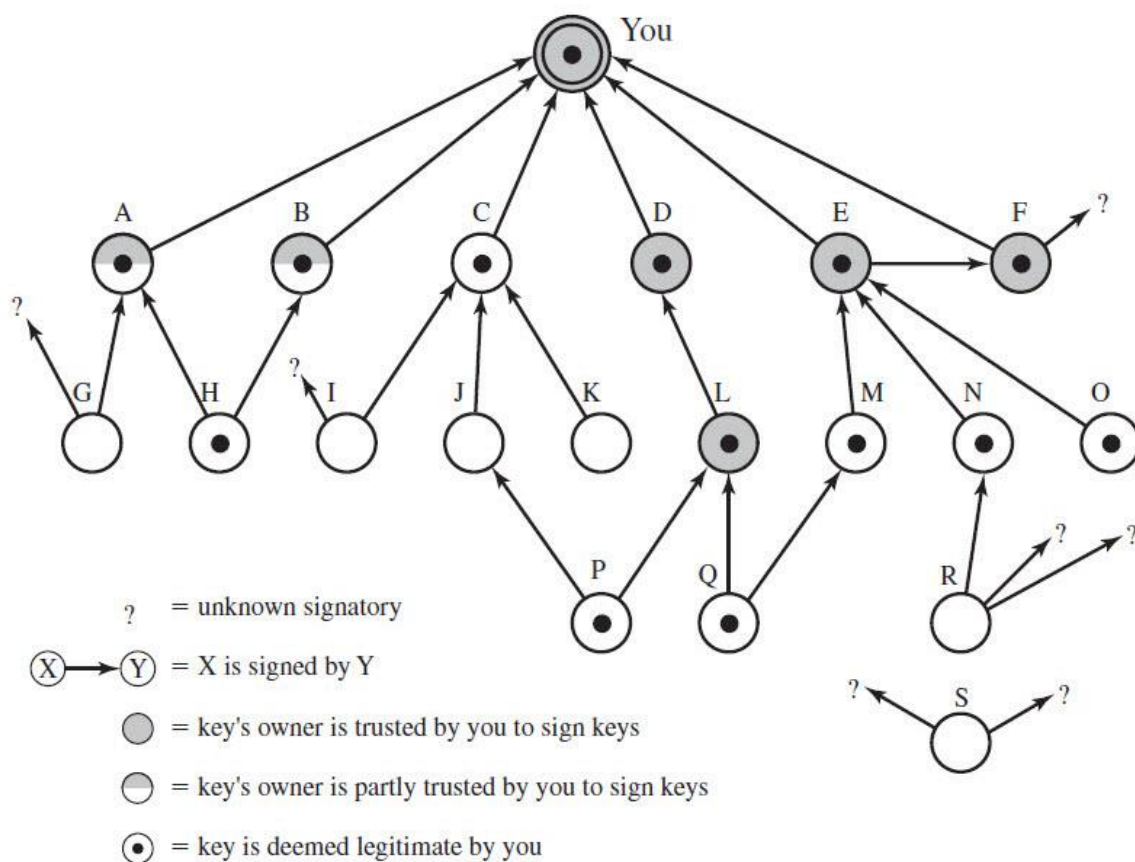 You
A B C D E F ?
?
G H ? I J K L M N O
P Q R ? ?
? = unknown signatory
X Y = X is signed by Y
? S ?
= key's owner is trusted by you to sign keys
= key's owner is partly trusted by you to sign keys
= key is deemed legitimate by you